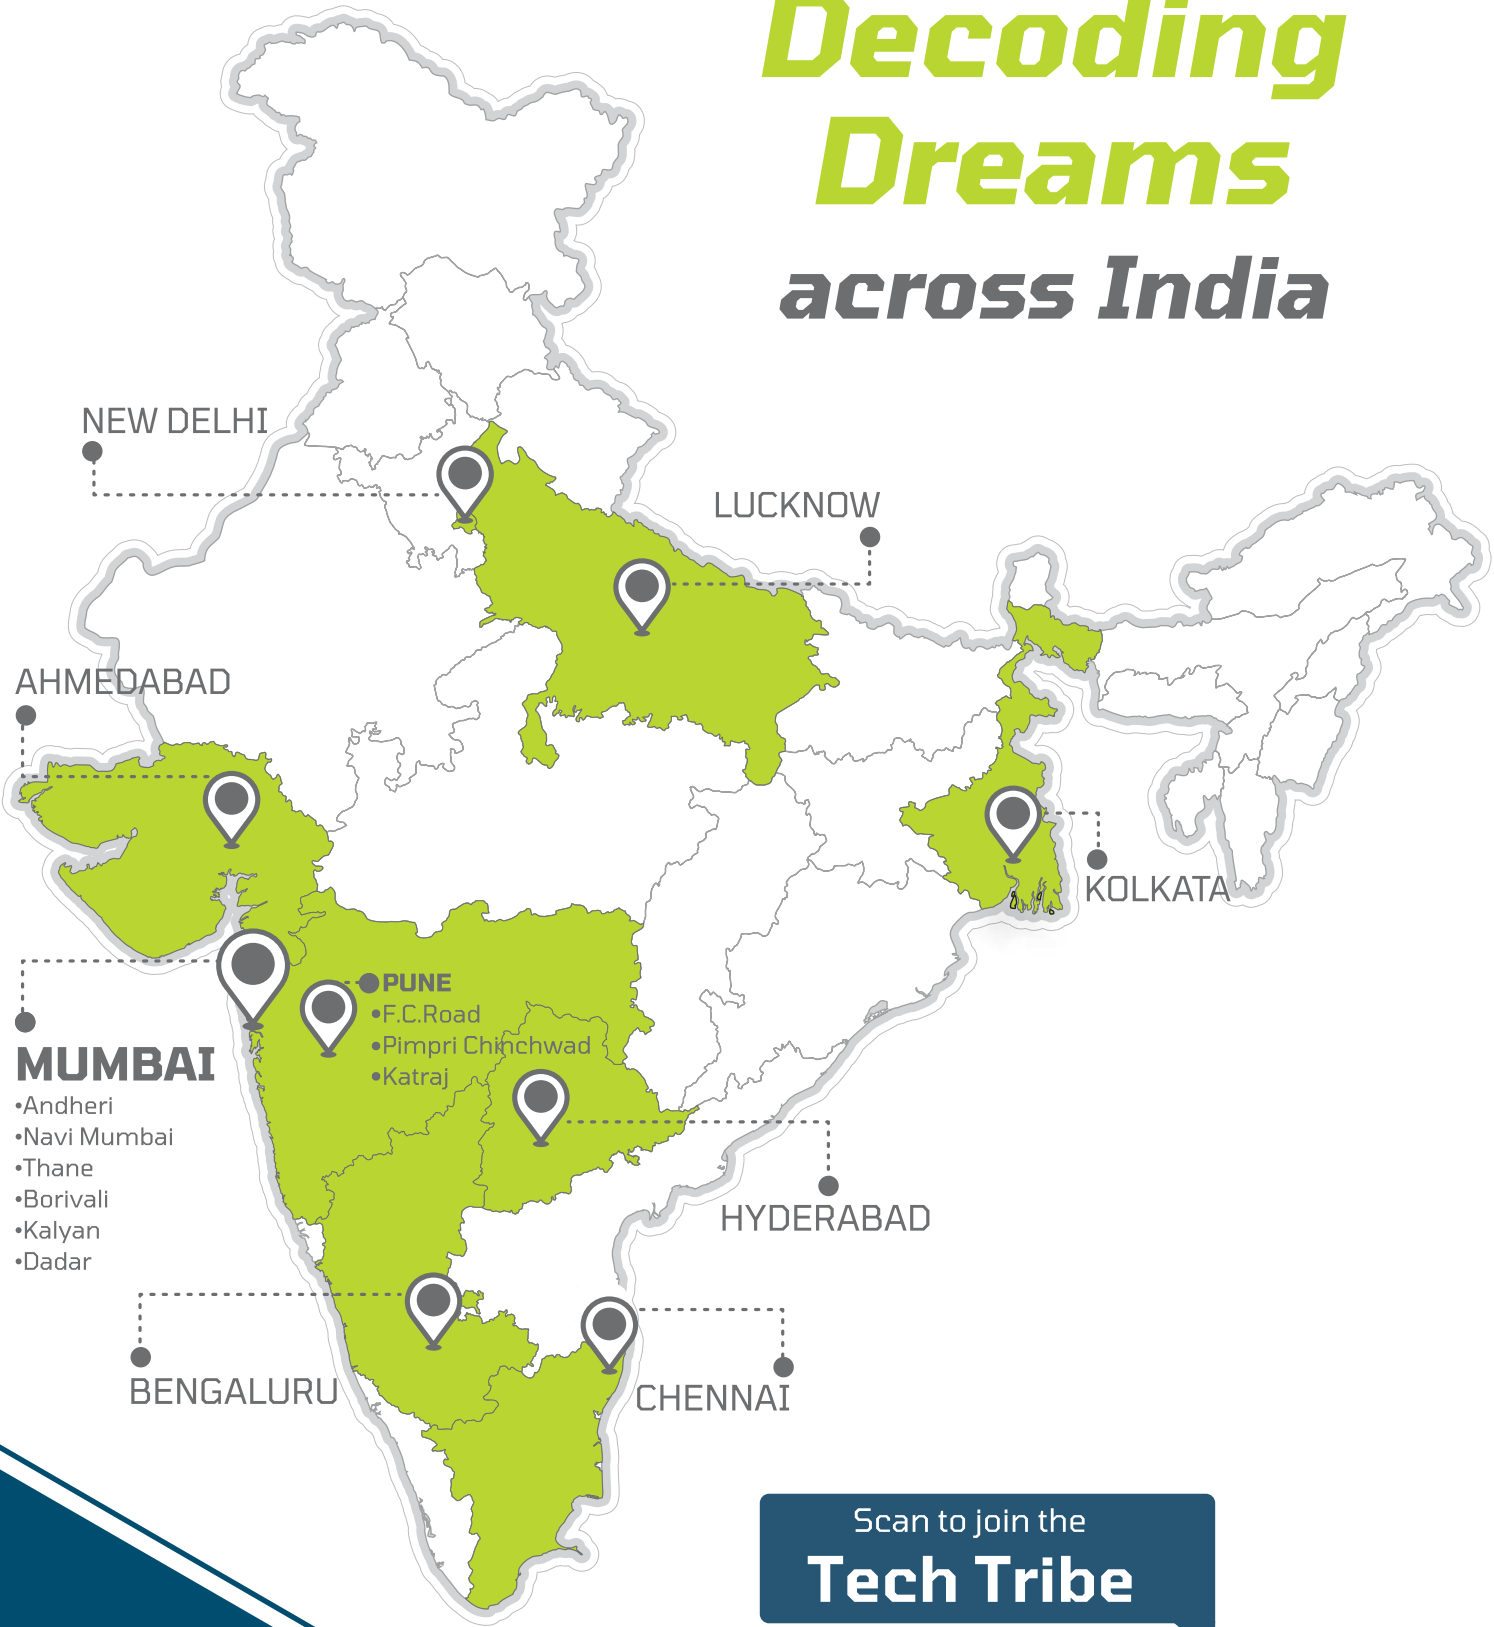 Decoding
Dreams
across India
NEW DELHI
LUCKNOW
AHMEDABAD
KOLKATA
PUNE
•F.C.Road
•Pimpri Chinchwad
•Katraj
MUMBAI
•Andheri
•Navi Mumbai
•Thane
•Borivali
•Kalyan
•Dadar
HYDERABAD
BENGALURU
CHENNAI
Scan to join the
Tech Tribe